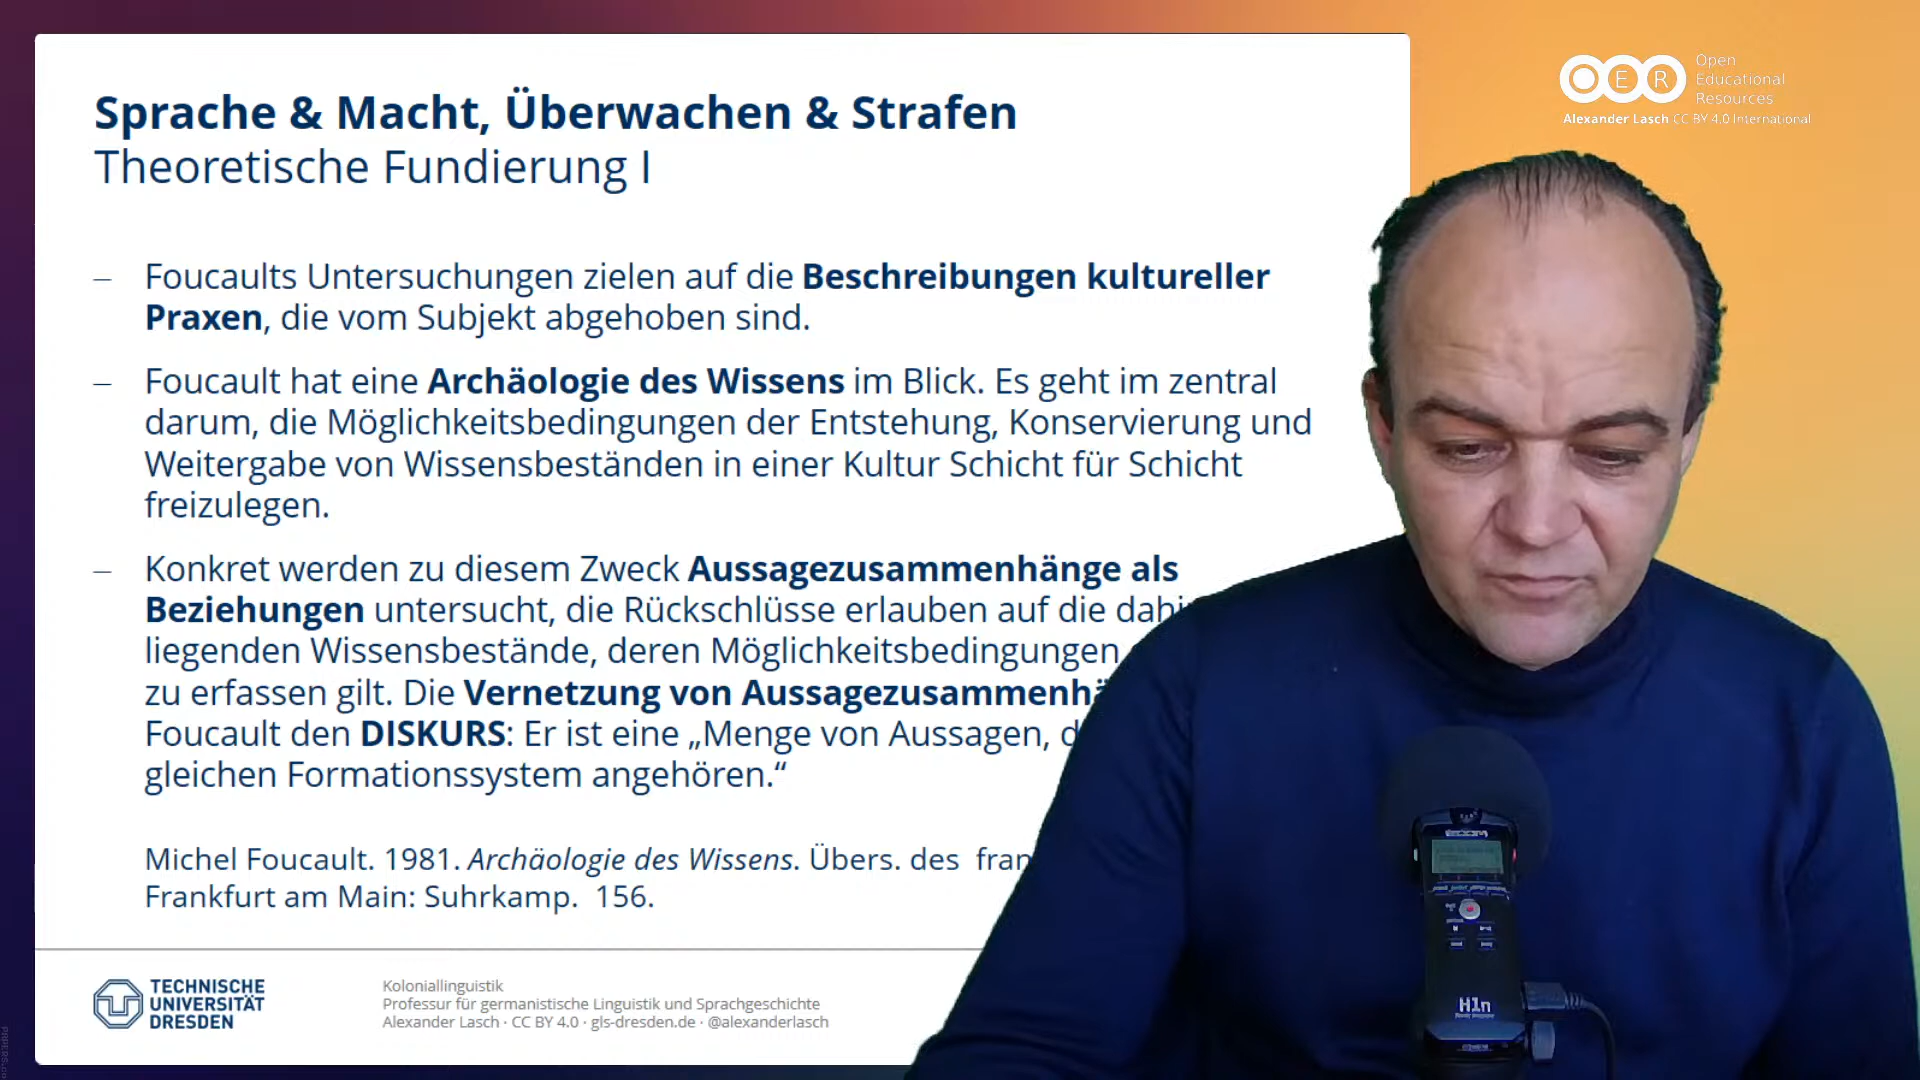 Sprache & Macht, Überwachen & Strafen
Theoretische Fundierung I
– Foucaults Untersuchungen zielen auf die Beschreibungen kultureller
Praxen, die vom Subjekt abgehoben sind.
– Foucault hat eine Archäologie des Wissens im Blick. Es geht im zentral
darum, die Möglichkeitsbedingungen der Entstehung, Konservierung und
Weitergabe von Wissensbeständen in einer Kultur Schicht für Schicht
freizulegen.
– Konkret werden zu diesem Zweck Aussagezusammenhänge als
Beziehungen untersucht, die Rückschlüsse erlauben auf die
liegenden Wissensbestände, deren Möglichkeitsbedingungen
zu erfassen gilt. Die Vernetzung von
Foucault den DISKURS: Er ist eine „Menge von Aussagen,
gleichen Formationssystem angehören.“
Michel Foucault. 1981. Archäologie des Wissens. Übers. des
Frankfurt am Main: Suhrkamp. 156.
TECHNISCHE
UNIVERSITÄT
DRESDEN
Koloniallinguistik
Professur für germanistische Linguistik und Sprachgeschichte
Alexander Lasch · CC BY 4.0 · gls-dresden.de · @alexanderlasch
OER
Open
Educational
Resources
Alexander Lasch CC BY 4.0 International
H1n